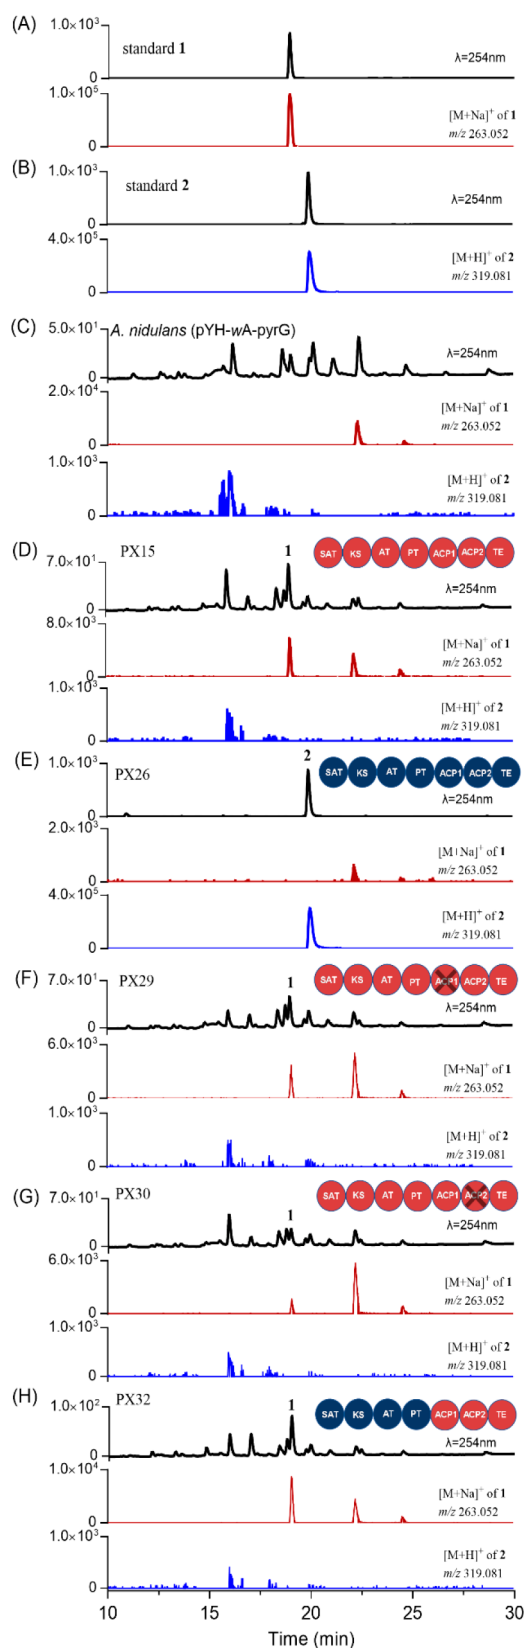 (A)
1.0×10³
standard 1
λ=254nm
0
1.0×10⁵
[M+Na]⁺ of 1
m/z 263.052
0
(B)
1.0×10³
standard 2
λ=254nm
0
4.0×10⁵
[M+H]⁺ of 2
m/z 319.081
0
(C)
A. nidulans (pYH-wA-pyrG)
5.0×10¹
λ=254nm
0
2.0×10⁴
[M+Na]⁺ of 1
m/z 263.052
0
1.0×10³
[M+H]⁺ of 2
m/z 319.081
0
(D)
PX15
1
SAT KS AT PT ACP1 ACP2 TE
7.0×10¹
λ=254nm
0
8.0×10³
[M+Na]⁺ of 1
m/z 263.052
0
1.0×10³
[M+H]⁺ of 2
m/z 319.081
0
(E)
PX26
2
SAT KS AT PT ACP1 ACP2 TE
1.0×10³
λ=254nm
0
2.0×10³
[M+Na]⁺ of 1
m/z 263.052
0
4.0×10⁵
[M+H]⁺ of 2
m/z 319.081
0
(F)
PX29
1
SAT KS AT PT ACP1 ACP2 TE
7.0×10¹
λ=254nm
0
6.0×10³
[M+Na]⁺ of 1
m/z 263.052
0
1.0×10³
[M+H]⁺ of 2
m/z 319.081
0
(G)
PX30
1
SAT KS AT PT ACP1 ACP2 TE
7.0×10¹
λ=254nm
0
6.0×10³
[M+Na]⁺ of 1
m/z 263.052
0
1.0×10³
[M+H]⁺ of 2
m/z 319.081
0
(H)
PX32
1
SAT KS AT PT ACP1 ACP2 TE
1.0×10²
λ=254nm
0
1.0×10⁴
[M+Na]⁺ of 1
m/z 263.052
0
1.0×10³
[M+H]⁺ of 2
m/z 319.081
0
10 15 20 25 30
Time (min)